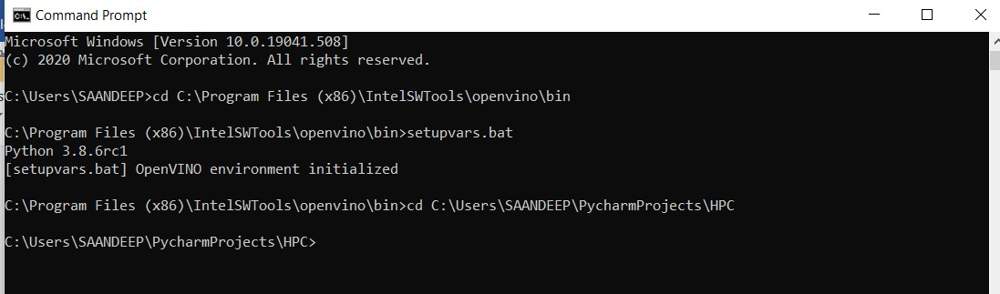 Command Prompt
Microsoft Windows [Version 10.0.19041.508]
(c) 2020 Microsoft Corporation. All rights reserved.
C:\Users\SAANDEEP>cd C:\Program Files (x86)\IntelSWTools\openvino\bin
C:\Program Files (x86)\IntelSWTools\openvino\bin>setupvars.bat
Python 3.8.6rc1
[setupvars.bat] OpenVINO environment initialized
C:\Program Files (x86)\IntelSWTools\openvino\bin>cd C:\Users\SAANDEEP\PycharmProjects\HPC
C:\Users\SAANDEEP\PycharmProjects\HPC>